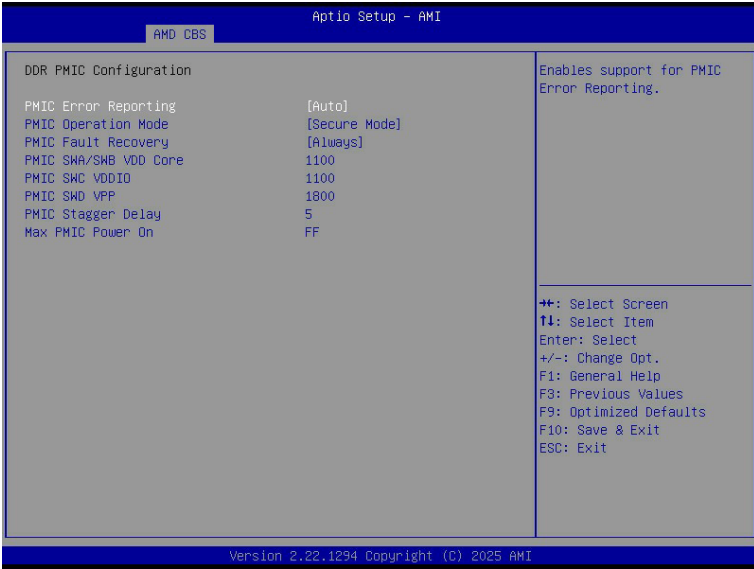 Aptio Setup – AMI
AMD CBS
DDR PMIC Configuration
PMIC Error Reporting [Auto]
PMIC Operation Mode [Secure Mode]
PMIC Fault Recovery [Always]
PMIC SWA/SWB VDD Core 1100
PMIC SWC VDDIO 1100
PMIC SWD VPP 1800
PMIC Stagger Delay 5
Max PMIC Power On FF
Enables support for PMIC
Error Reporting.
→←: Select Screen
↑↓: Select Item
Enter: Select
+/-: Change Opt.
F1: General Help
F3: Previous Values
F9: Optimized Defaults
F10: Save & Exit
ESC: Exit
Version 2.22.1294 Copyright (C) 2025 AMI